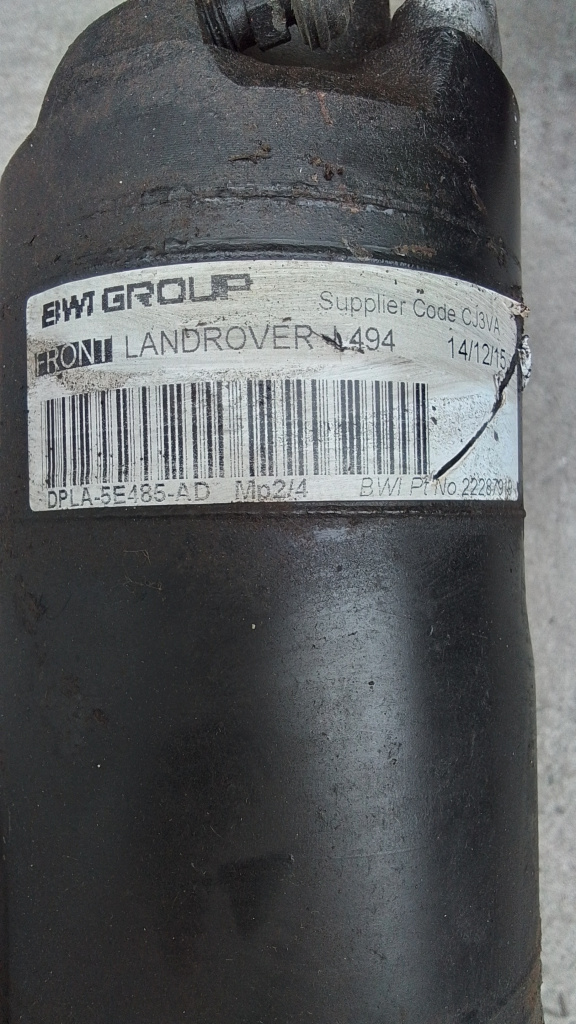 BWI GROUP
Supplier Code CJ3VA
FRONT LANDROVER L494 14/12/15
DPLA-5E485-AD Mp2/4 BWI Pt No